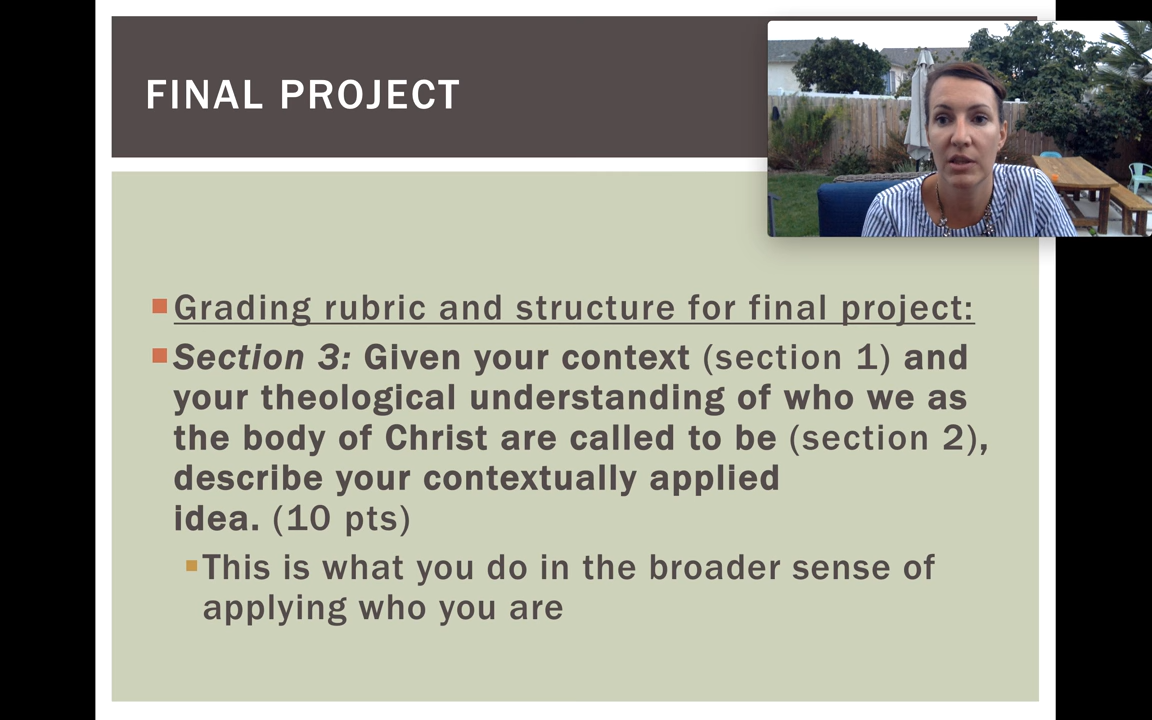 FINAL PROJECT
Grading rubric and structure for final project:
Section 3: Given your context (section 1) and
your theological understanding of who we as
the body of Christ are called to be (section 2),
describe your contextually applied
idea. (10 pts)
This is what you do in the broader sense of
applying who you are